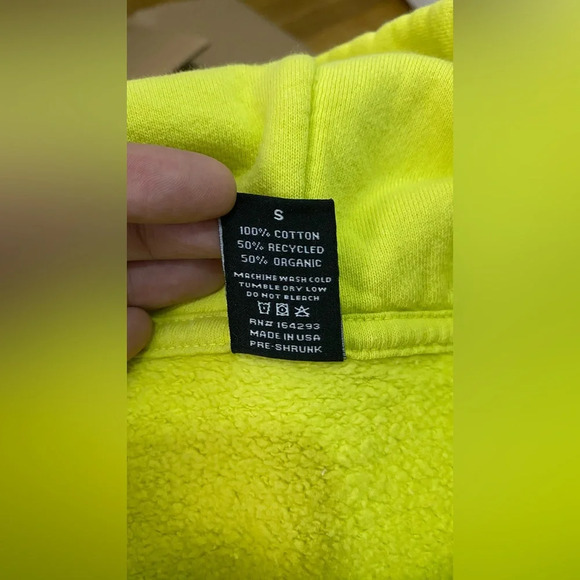 S
100% COTTON
50% RECYCLED
50% ORGANIC
MACHINE WASH COLD
TUMBLE DRY LOW
DO NOT BLEACH
RN# 164293
MADE IN USA
PRE-SHRUNK